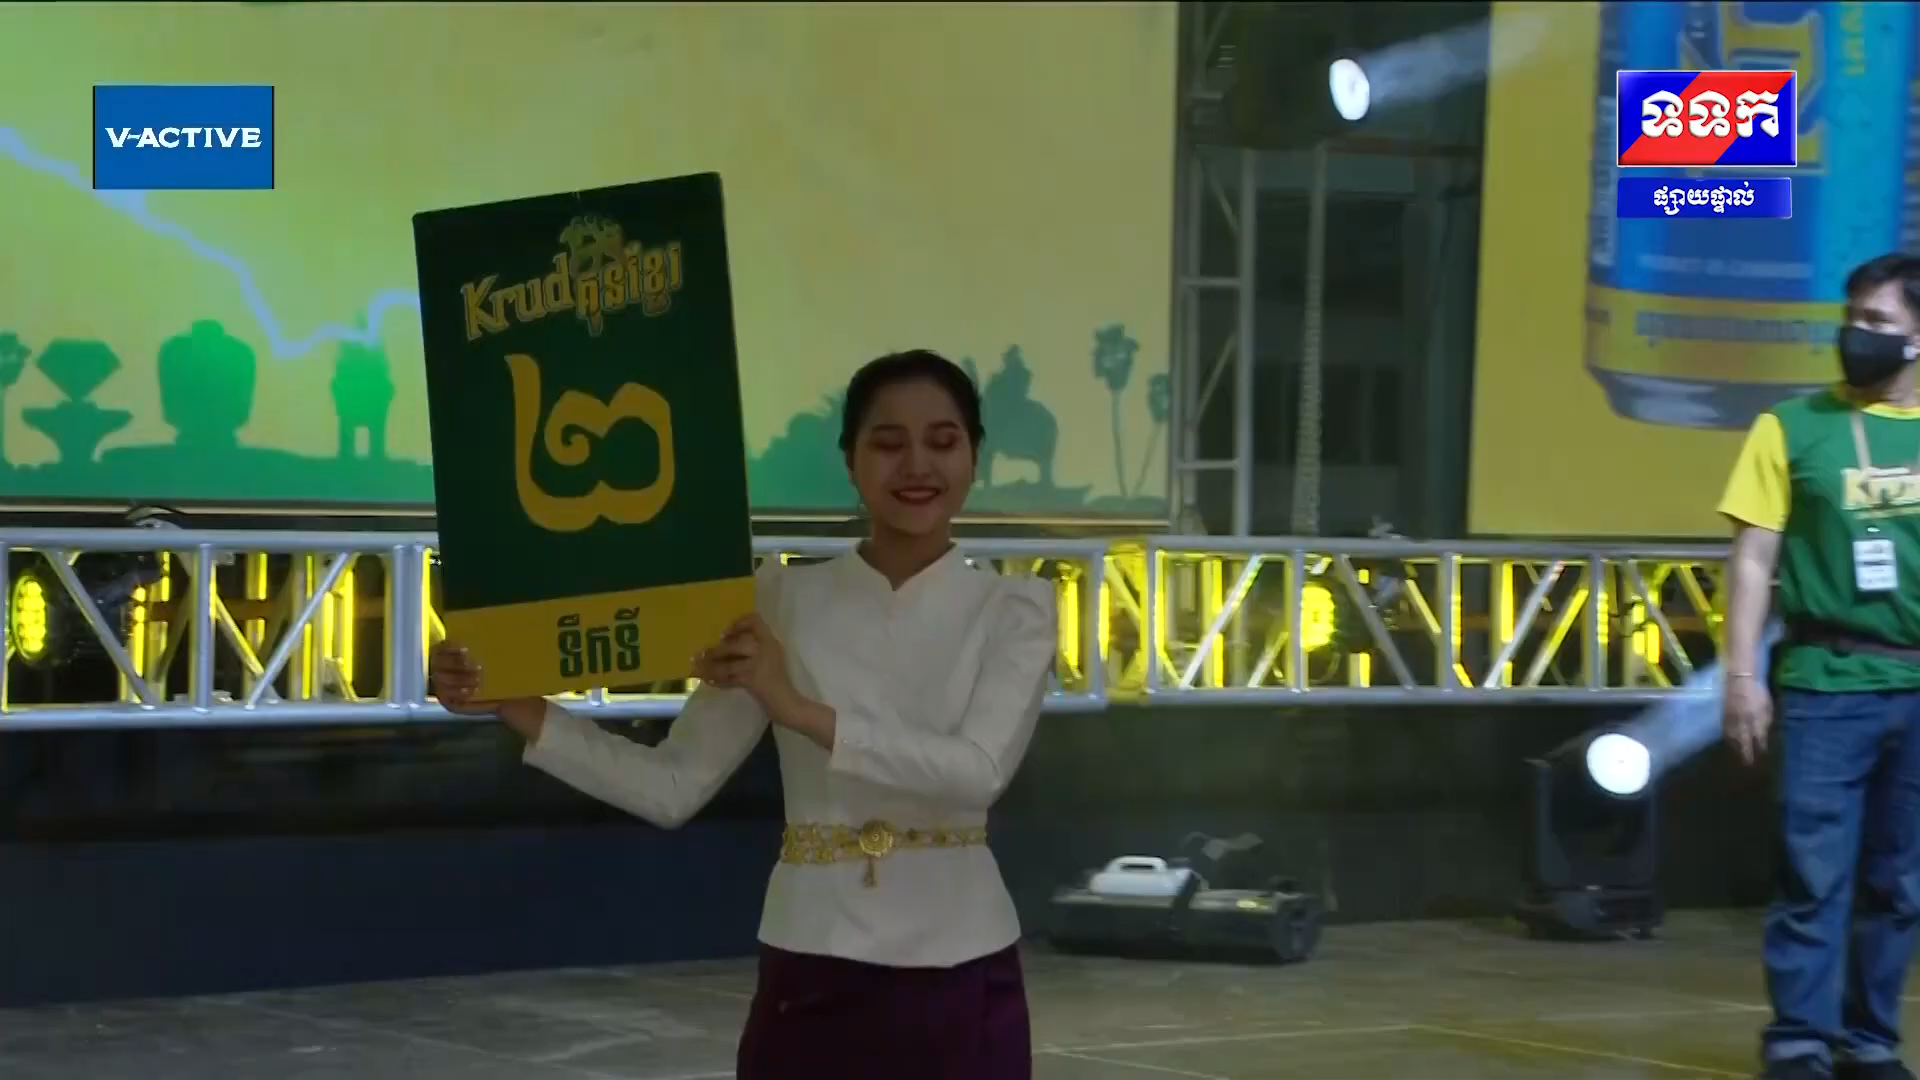 V-ACTIVE
ទទក
ផ្សាយផ្ទាល់
Krud គុនខ្មែរ
២
ទឹកទី